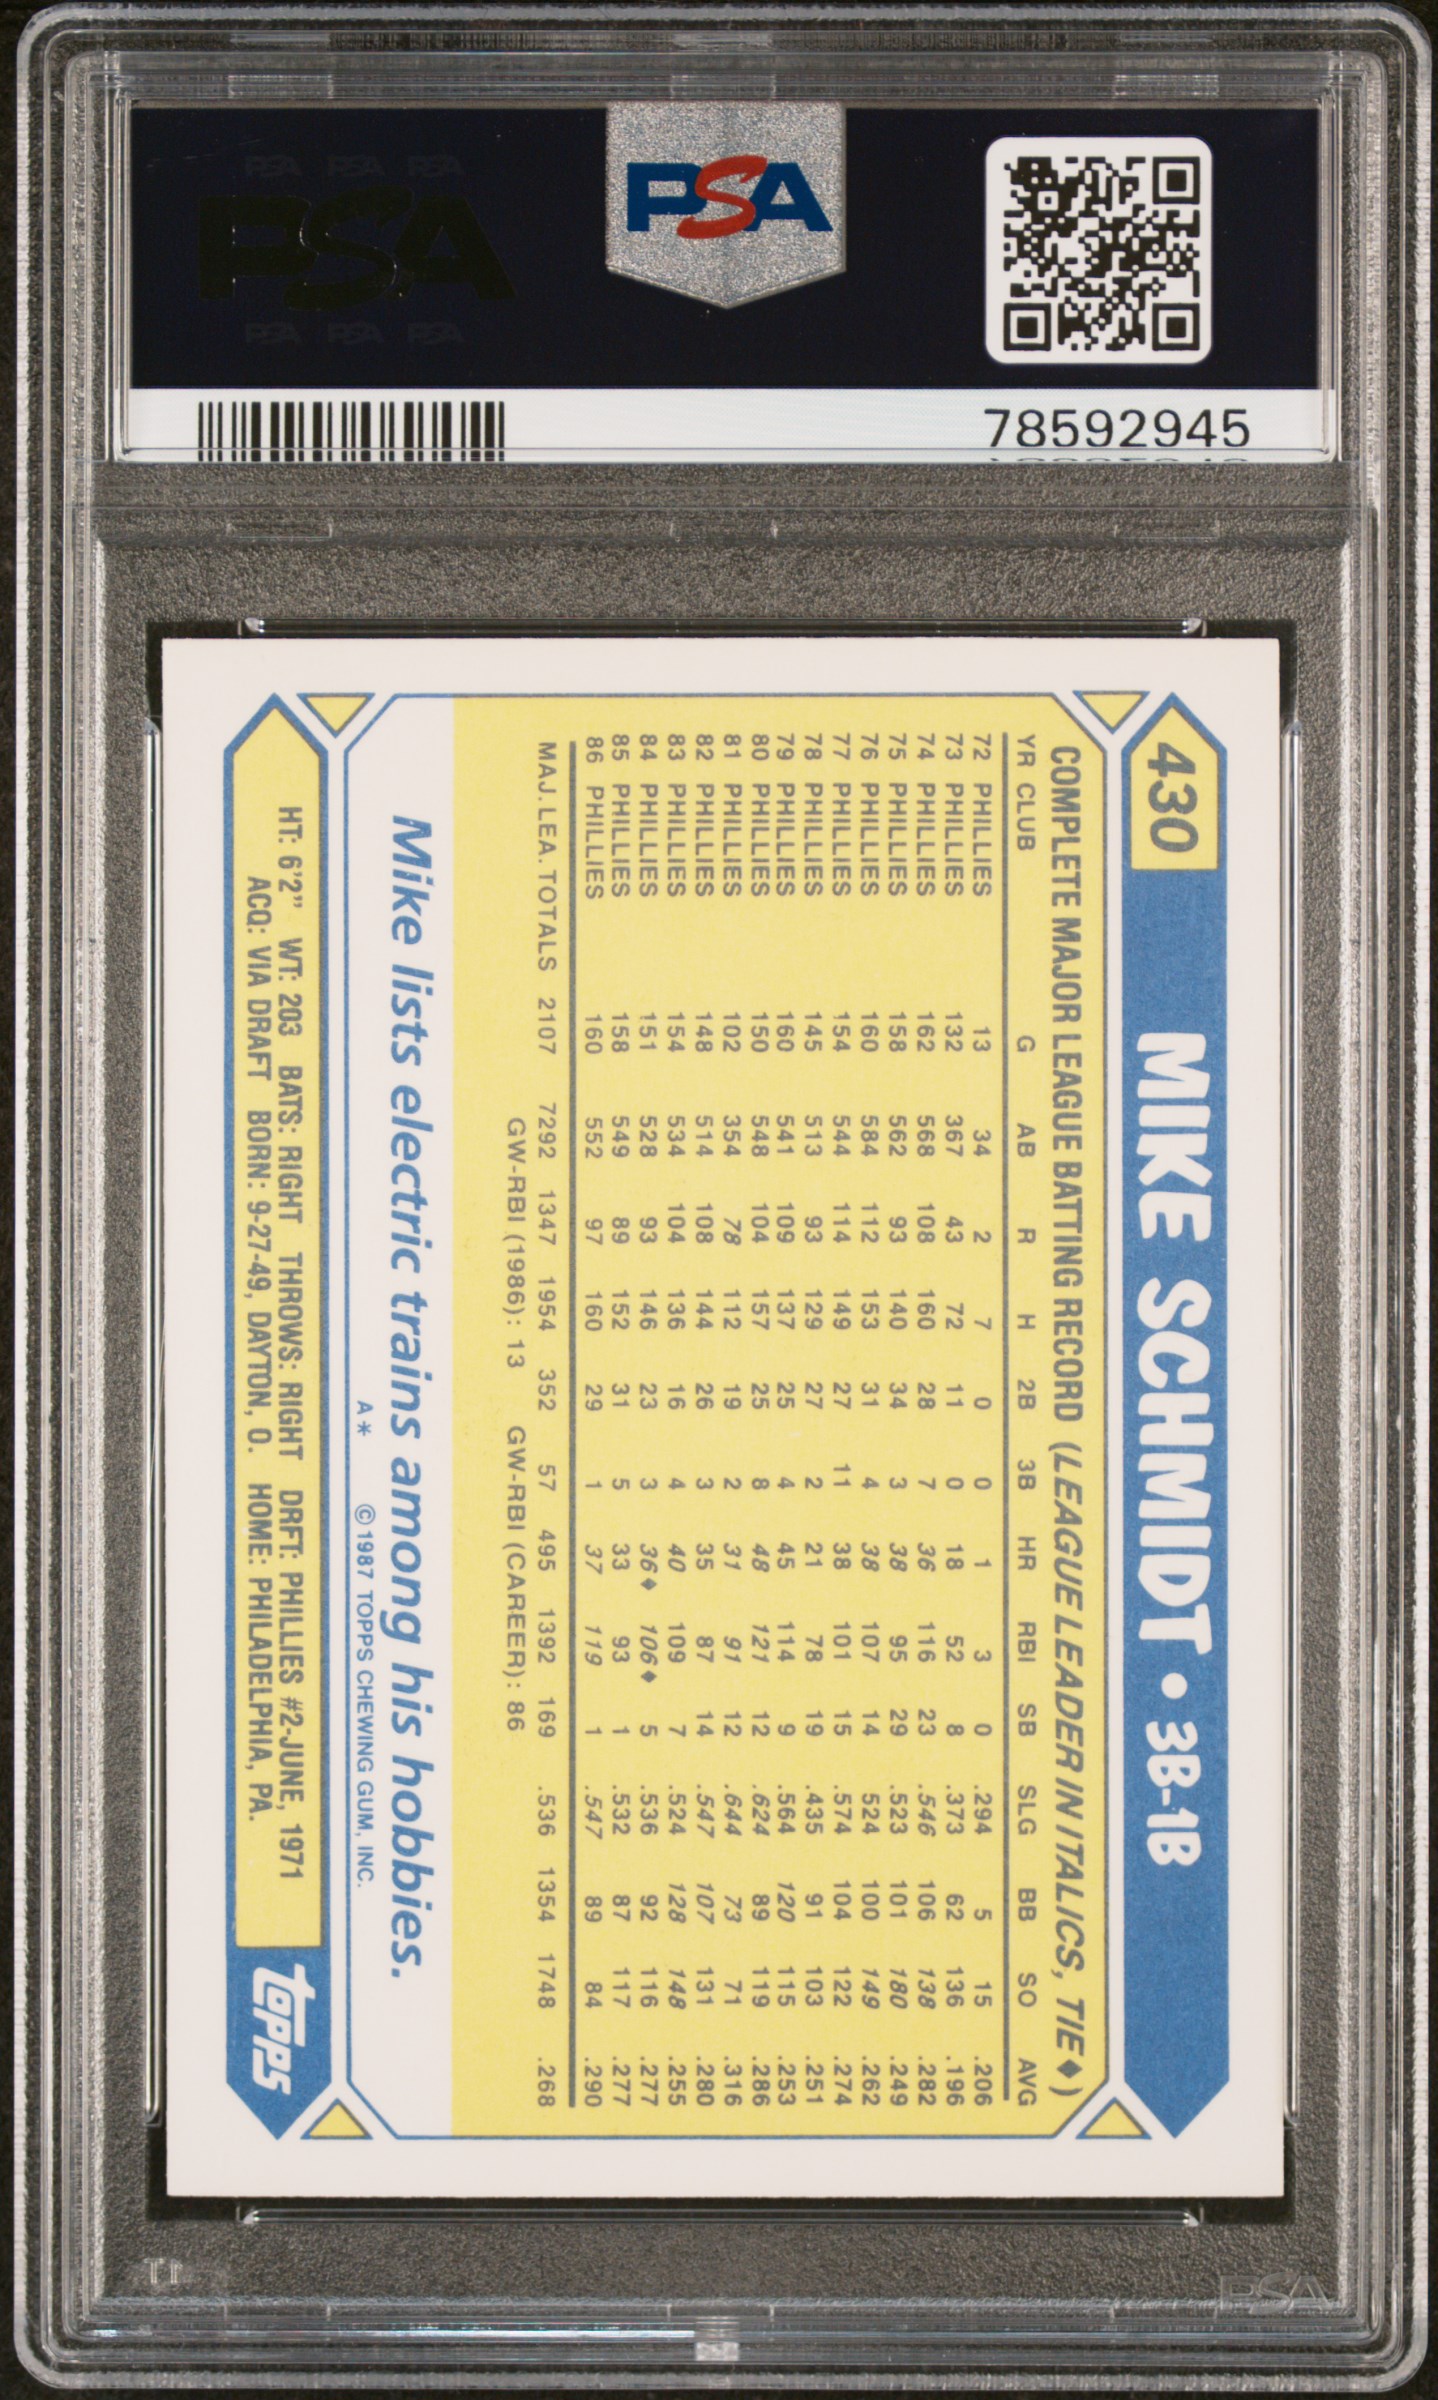 PSA PSA PSA
PSA
PSA PSA PSA
PSA
78592945
430 MIKE SCHMIDT • 3B-1B
COMPLETE MAJOR LEAGUE BATTING RECORD (LEAGUE LEADER IN ITALICS, TIE♦)
YR CLUB G AB R H 2B 3B HR RBI SB SLG BB SO AVG
72 PHILLIES 13 34 2 7 0 0 1 3 0 .294 5 15 .206
73 PHILLIES 132 367 43 72 11 0 18 52 8 .373 62 136 .196
74 PHILLIES 162 568 108 160 28 7 36 116 23 .546 106 138 .282
75 PHILLIES 158 562 93 140 34 3 38 95 29 .523 101 180 .249
76 PHILLIES 160 584 112 153 31 4 38 107 14 .524 100 149 .262
77 PHILLIES 154 544 114 149 27 11 38 101 15 .574 104 122 .274
78 PHILLIES 145 513 93 129 27 2 21 78 19 .435 91 103 .251
79 PHILLIES 160 541 109 137 25 4 45 114 9 .564 120 115 .253
80 PHILLIES 150 548 104 157 25 8 48 121 12 .624 89 119 .286
81 PHILLIES 102 354 78 112 19 2 31 91 12 .644 73 71 .316
82 PHILLIES 148 514 108 144 26 3 35 87 14 .547 107 131 .280
83 PHILLIES 154 534 104 136 16 4 40 109 7 .524 128 148 .255
84 PHILLIES 151 528 93 146 23 3 36♦ 106♦ 5 .536 92 116 .277
85 PHILLIES 158 549 89 152 31 5 33 93 1 .532 87 117 .277
86 PHILLIES 160 552 97 160 29 1 37 119 1 .547 89 84 .290
MAJ. LEA. TOTALS 2107 7292 1347 1954 352 57 495 1392 169 .536 1354 1748 .268
GW-RBI (1986): 13 GW-RBI (CAREER): 86
Mike lists electric trains among his hobbies.
A* © 1987 TOPPS CHEWING GUM, INC.
HT: 6'2" WT: 203 BATS: RIGHT THROWS: RIGHT DRFT: PHILLIES #2-JUNE, 1971
ACQ: VIA DRAFT BORN: 9-27-49, DAYTON, O. HOME: PHILADELPHIA, PA.
topps
PSA